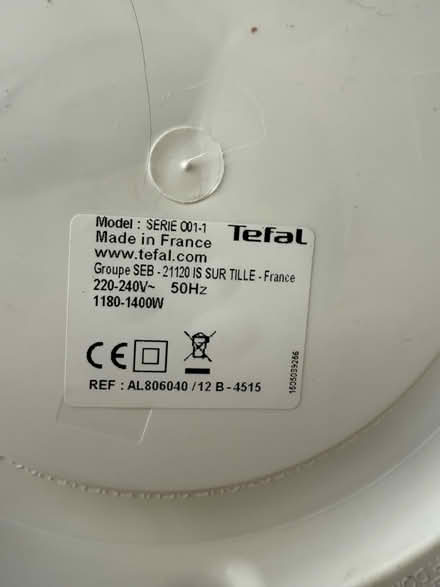 Model : SERIE O01-1
Tefal
Made in France
www.tefal.com
Groupe SEB - 21120 IS SUR TILLE - France
220-240V~ 50Hz
1180-1400W
CE
REF : AL806040 /12 B - 4515
1505039266